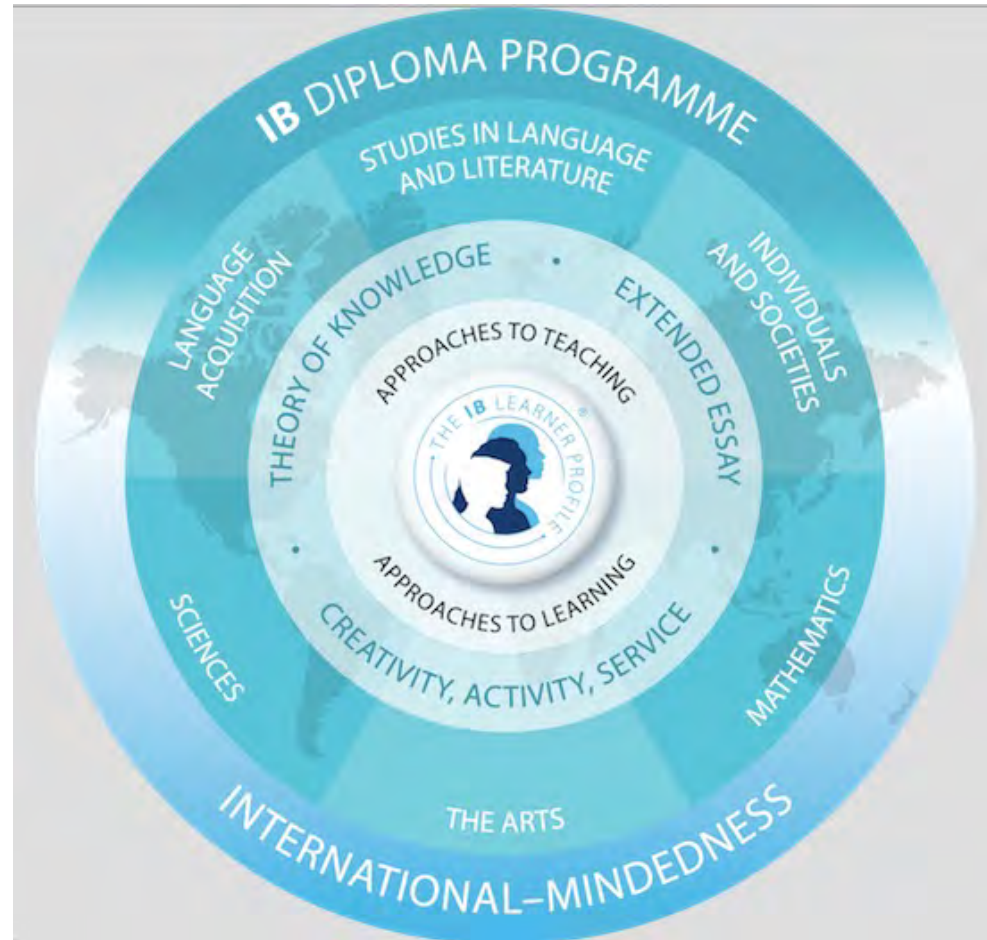 IB DIPLOMA PROGRAMME
STUDIES IN LANGUAGE
AND LITERATURE
LANGUAGE
ACQUISITION
INDIVIDUALS
AND SOCIETIES
THEORY OF KNOWLEDGE
·
EXTENDED ESSAY
·
APPROACHES TO TEACHING
THE IB LEARNER PROFILE®
APPROACHES TO LEARNING
·
CREATIVITY, ACTIVITY, SERVICE
SCIENCES
MATHEMATICS
THE ARTS
INTERNATIONAL–MINDEDNESS